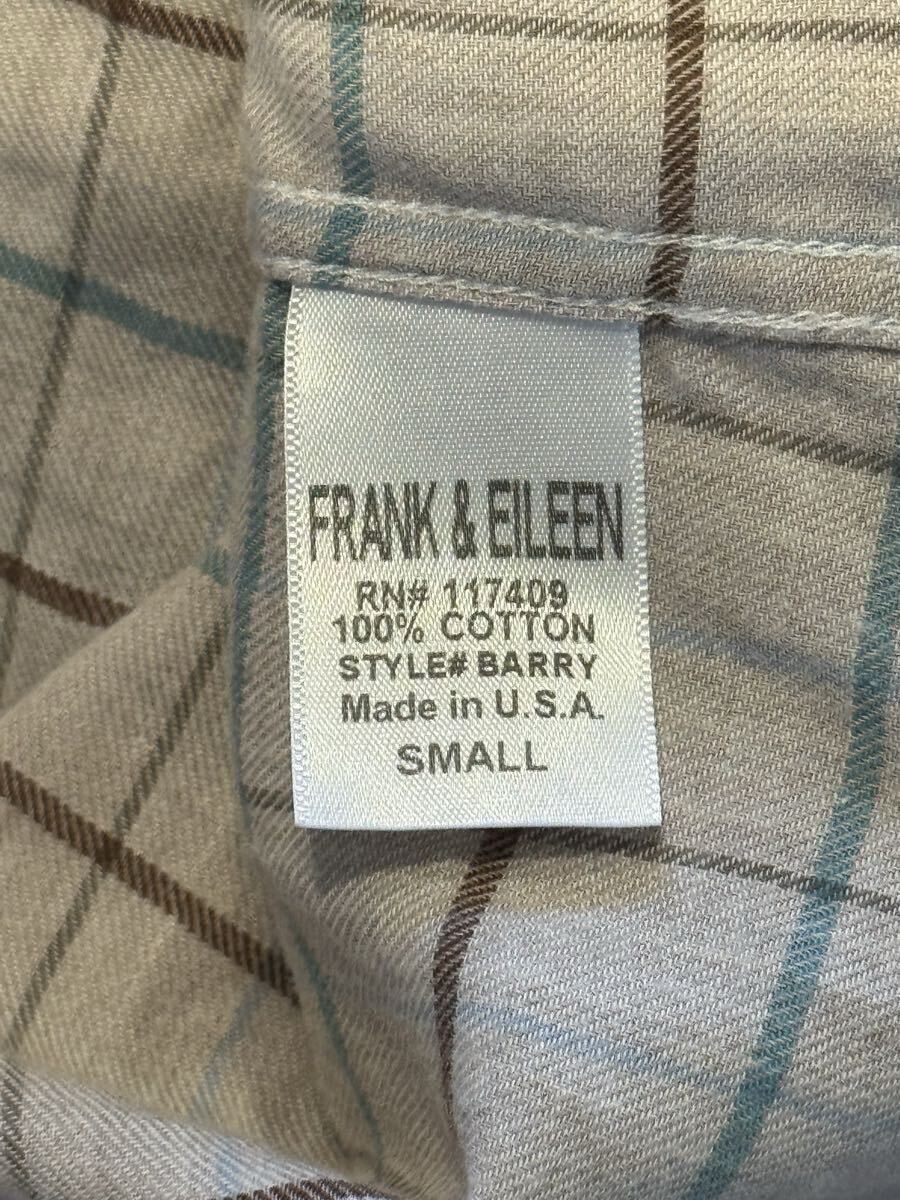 FRANK & EILEEN
RN# 117409
100% COTTON
STYLE# BARRY
Made in U.S.A.
SMALL